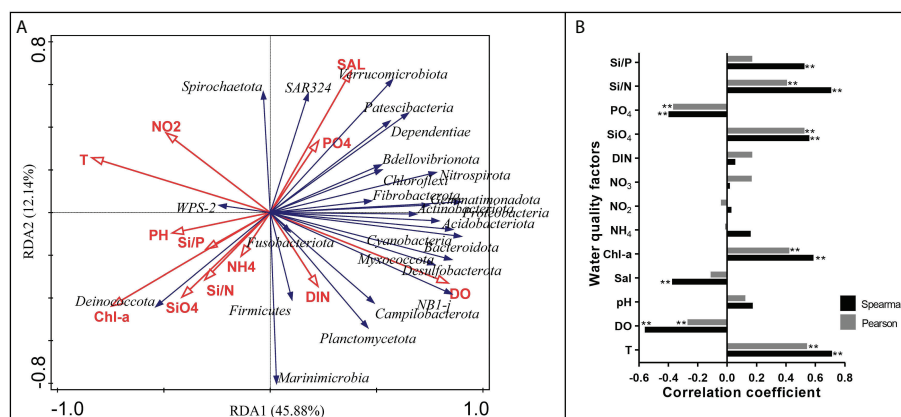 A
B
0.8
SAL
Verrucomicrobiota
Spirochaetota
SAR324
Patescibacteria
NO2
Dependentiae
PO4
T
Bdellovibrionota
Chloroflexi
Nitrospirota
Fibrobacterota
Gemmatimonadota
WPS-2
Actinobacteriota
Proteobacteria
Acidobacteriota
PH
Si/P
Fusobacteriota
Cyanobacteria
Bacteroidota
NH4
Myxococcota
Desulfobacterota
Si/N
DIN
DO
Deinococcota
SiO4
NB1-j
Chl-a
Firmicutes
Campilobacterota
Planctomycetota
Marinimicrobia
-0.8
-1.0
1.0
RDA1 (45.88%)
RDA2 (12.14%)
Water quality factors
Si/P
**
Si/N
**
**
PO4
**
**
SiO4
**
**
DIN
NO3
NO2
NH4
Chl-a
**
**
Sal
**
pH
DO
**
**
T
**
**
Spearma
Pearson
-0.6 -0.4 -0.2 0.0 0.2 0.4 0.6 0.8
Correlation coefficient